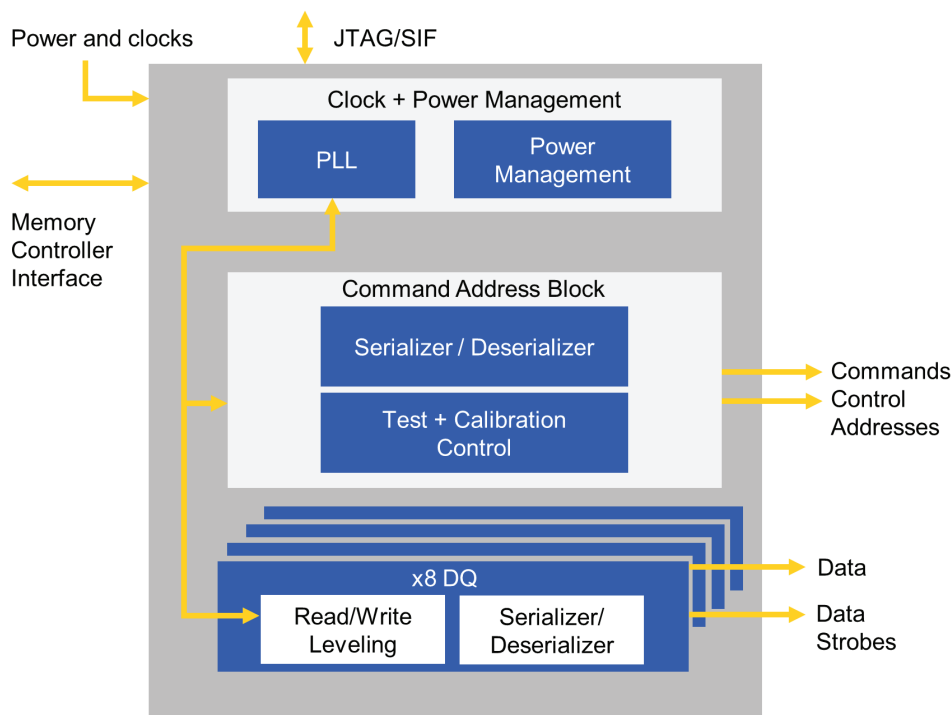 Power and clocks
JTAG/SIF
Clock + Power Management
PLL
Power
Management
Memory
Controller
Interface
Command Address Block
Serializer / Deserializer
Test + Calibration
Control
Commands
Control
Addresses
x8 DQ
Read/Write
Leveling
Serializer/
Deserializer
Data
Data
Strobes